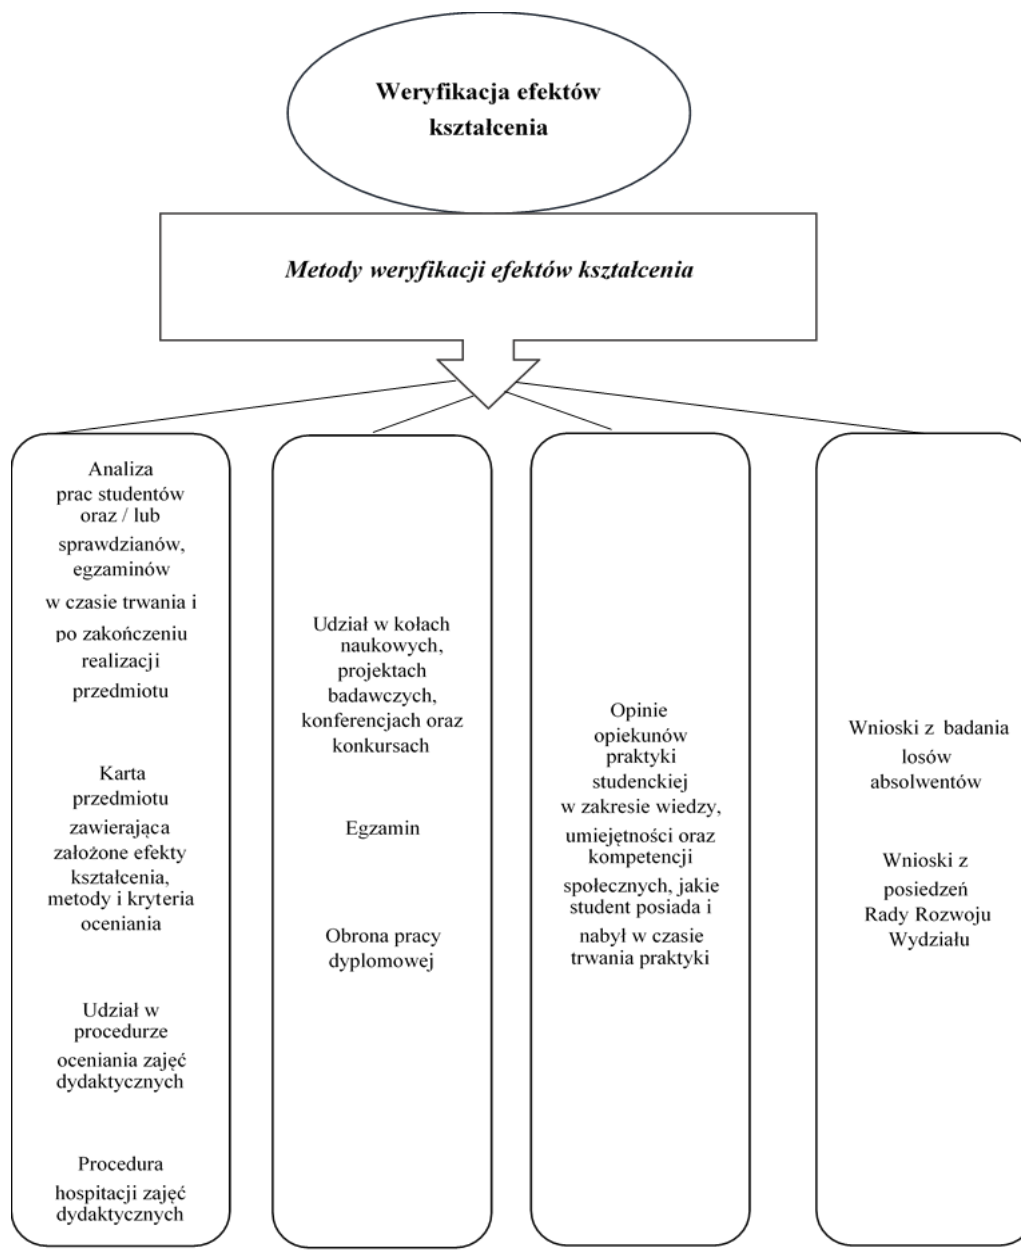 Weryfikacja efektów
kształcenia
Metody weryfikacji efektów kształcenia
Analiza
prac studentów
oraz / lub
sprawdzianów,
egzaminów
w czasie trwania i
po zakończeniu
realizacji
przedmiotu
Karta
przedmiotu
zawierająca
założone efekty
kształcenia,
metody i kryteria
oceniania
Udział w
procedurze
oceniania zajęć
dydaktycznych
Procedura
hospitacji zajęć
dydaktycznych
Udział w kołach
naukowych,
projektach
badawczych,
konferencjach oraz
konkursach
Egzamin
Obrona pracy
dyplomowej
Opinie
opiekunów
praktyki
studenckiej
w zakresie wiedzy,
umiejętności oraz
kompetencji
społecznych, jakie
student posiada i
nabył w czasie
trwania praktyki
Wnioski z badania
losów
absolwentów
Wnioski z
posiedzeń
Rady Rozwoju
Wydziału